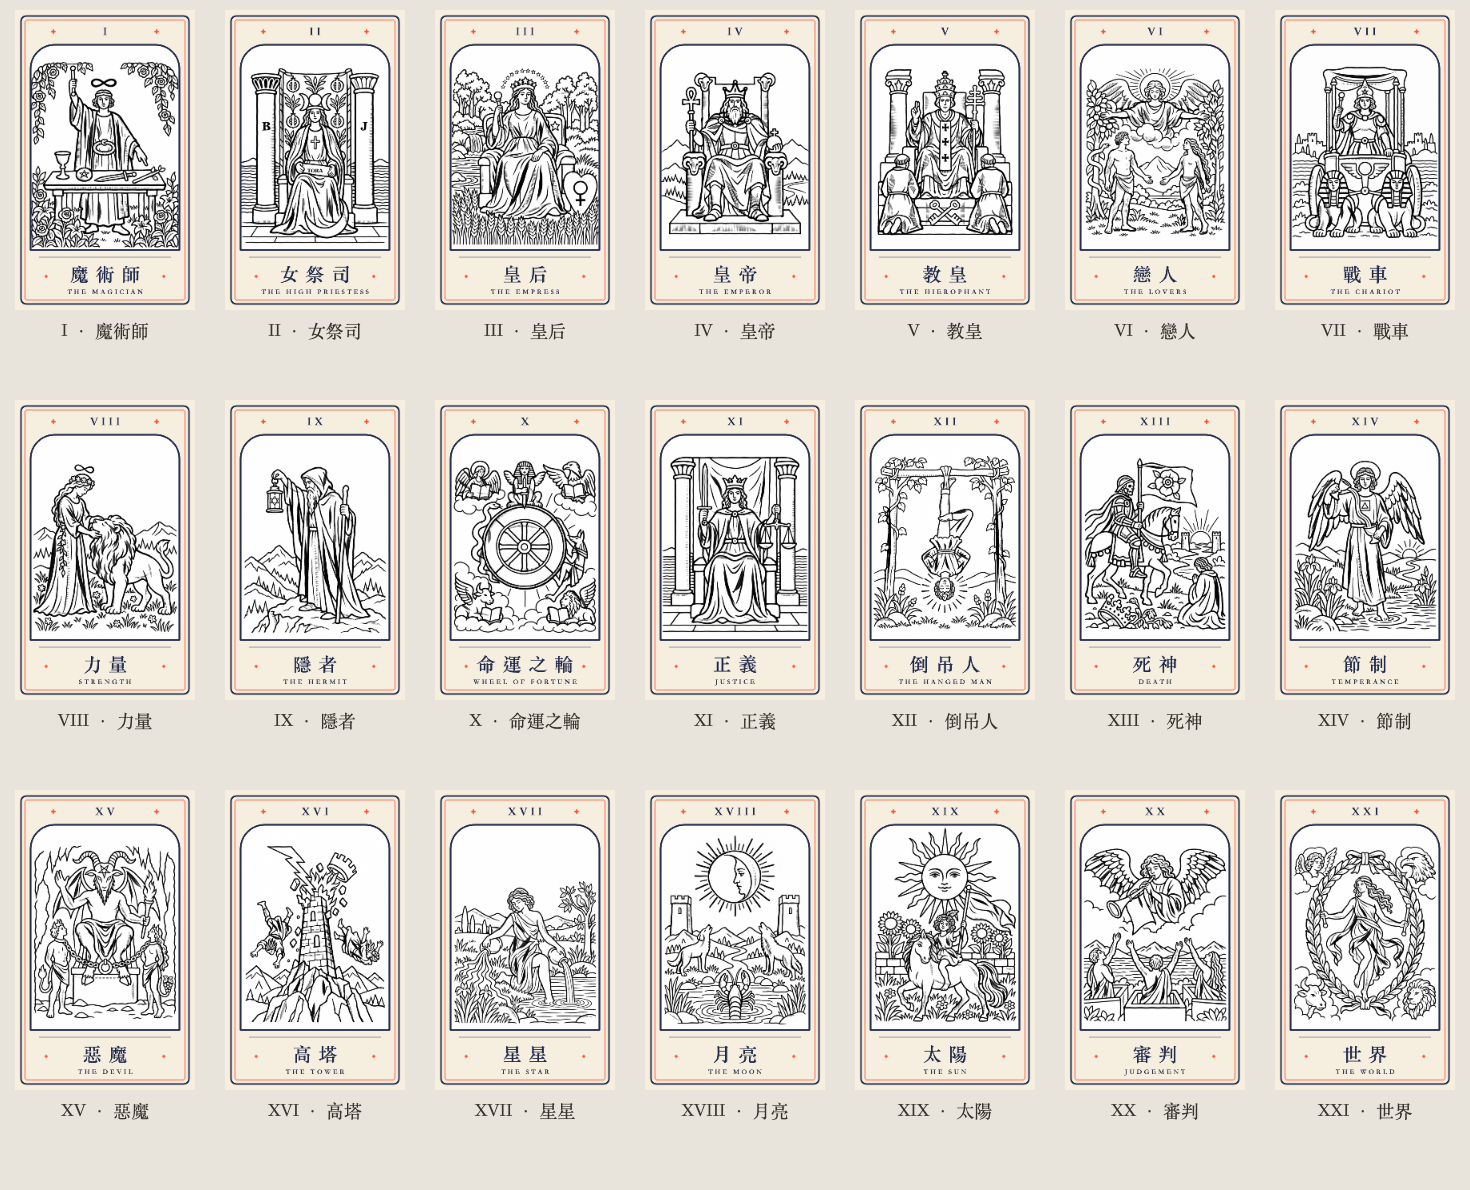 I
魔術師
THE MAGICIAN
I · 魔術師
II
B
J
TORA
女祭司
THE HIGH PRIESTESS
II · 女祭司
III
皇后
THE EMPRESS
III · 皇后
IV
皇帝
THE EMPEROR
IV · 皇帝
V
教皇
THE HIEROPHANT
V · 教皇
VI
戀人
THE LOVERS
VI · 戀人
VII
戰車
THE CHARIOT
VII · 戰車
VIII
力量
STRENGTH
VIII · 力量
IX
隱者
THE HERMIT
IX · 隱者
X
命運之輪
WHEEL OF FORTUNE
X · 命運之輪
XI
正義
JUSTICE
XI · 正義
XII
倒吊人
THE HANGED MAN
XII · 倒吊人
XIII
死神
DEATH
XIII · 死神
XIV
節制
TEMPERANCE
XIV · 節制
XV
惡魔
THE DEVIL
XV · 惡魔
XVI
高塔
THE TOWER
XVI · 高塔
XVII
星星
THE STAR
XVII · 星星
XVIII
月亮
THE MOON
XVIII · 月亮
XIX
太陽
THE SUN
XIX · 太陽
XX
審判
JUDGEMENT
XX · 審判
XXI
世界
THE WORLD
XXI · 世界